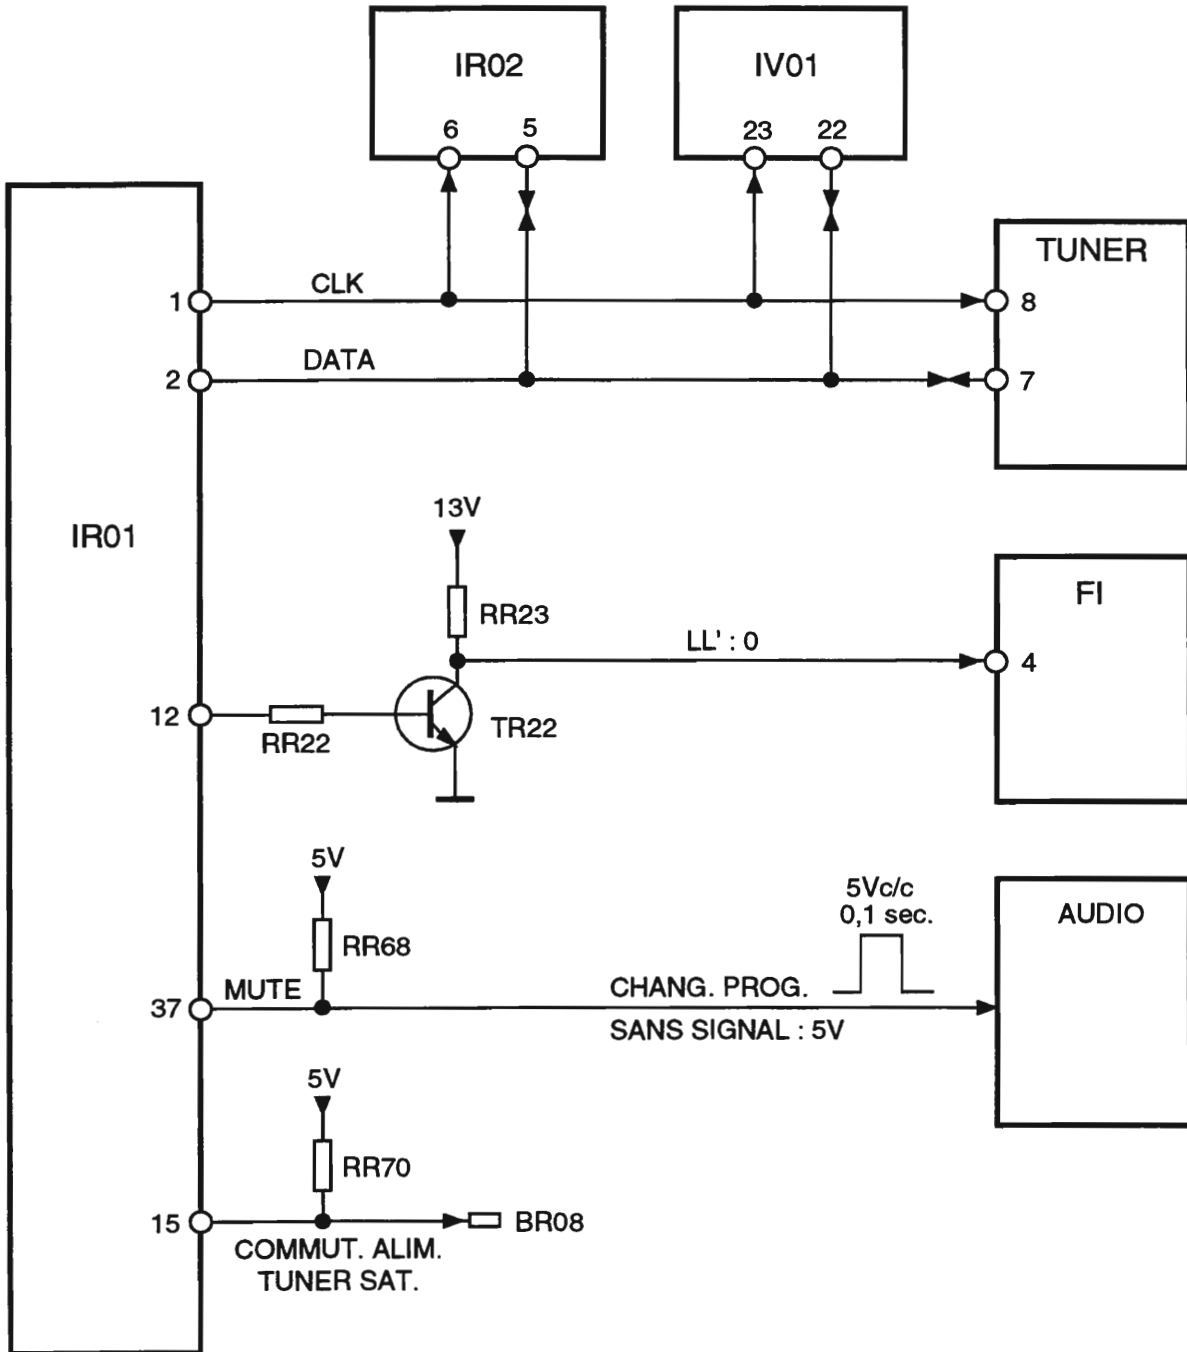 IR02
IV01
6
5
23
22
TUNER
1
CLK
8
2
DATA
7
IR01
13V
RR23
FI
LL' : 0
4
12
RR22
TR22
5V
RR68
5Vc/c
0,1 sec.
AUDIO
37
MUTE
CHANG. PROG.
SANS SIGNAL : 5V
5V
RR70
15
BR08
COMMUT. ALIM.
TUNER SAT.